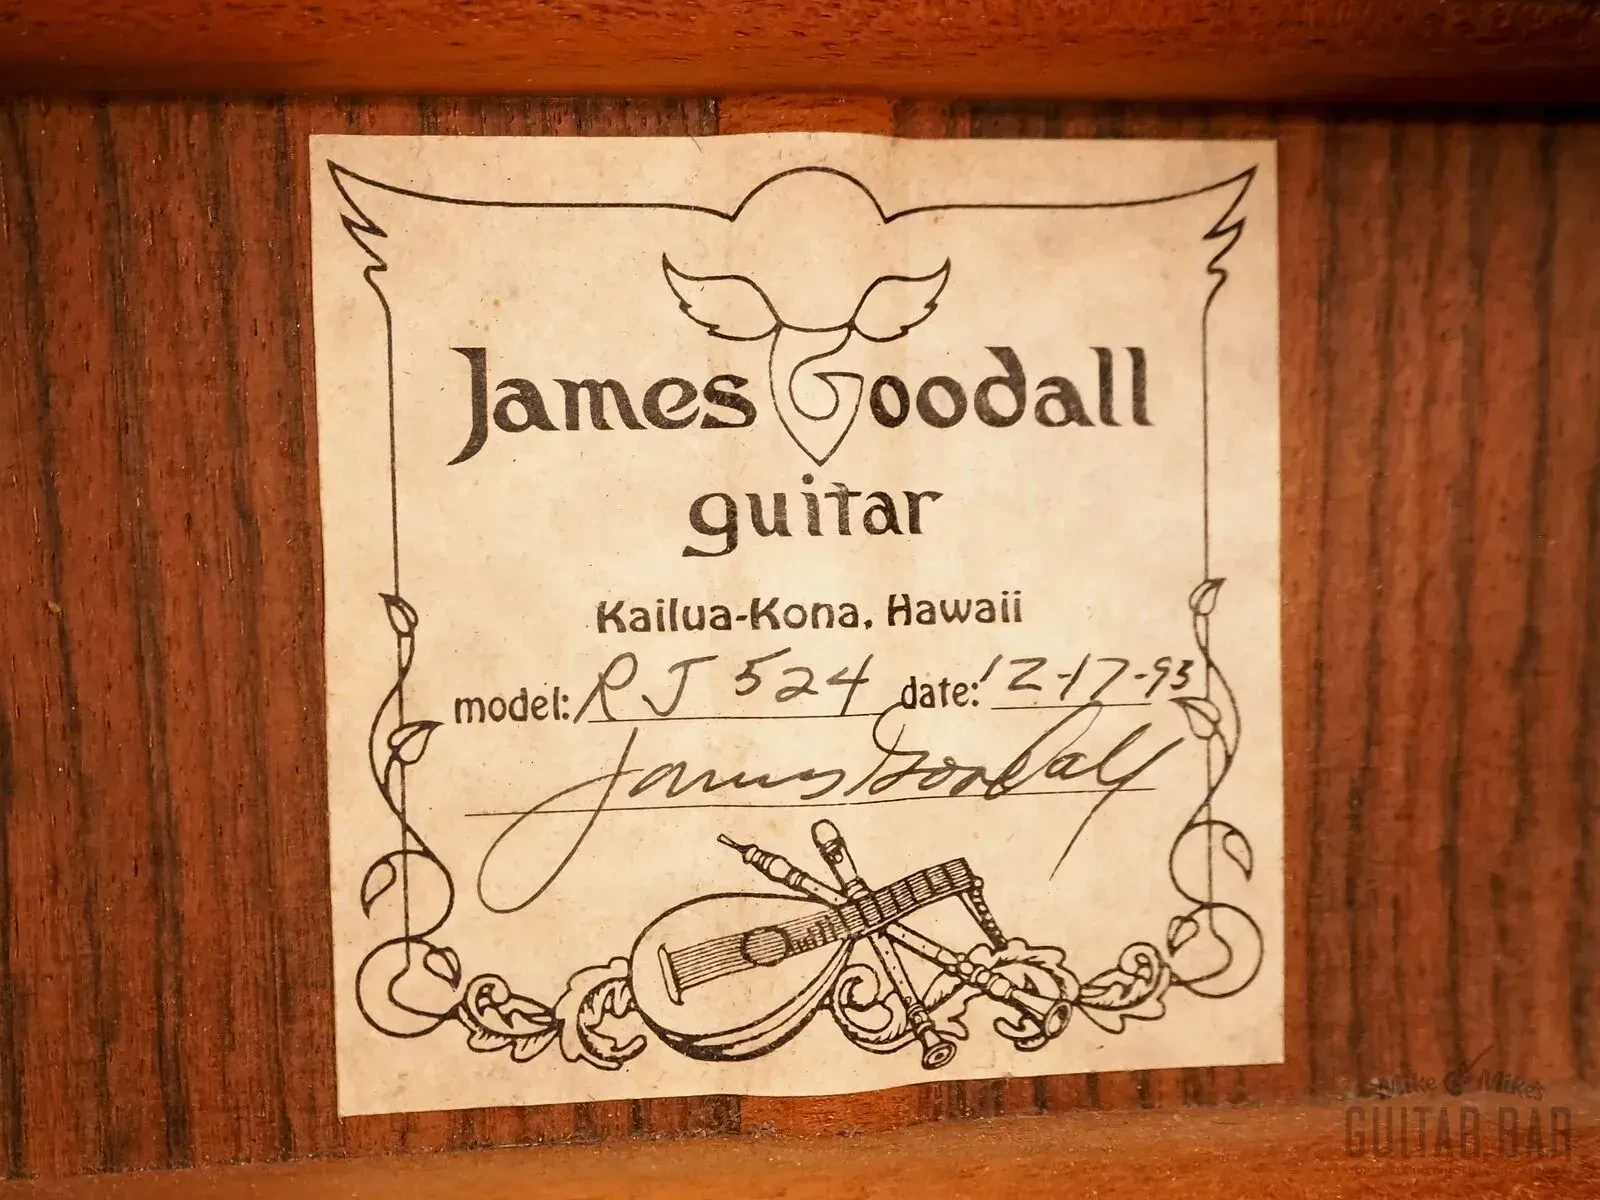 James Goodall
guitar
Kailua-Kona, Hawaii
model: RJ 524 date: 12-17-93
James Goodall
Mike & Mike's
GUITAR BAR